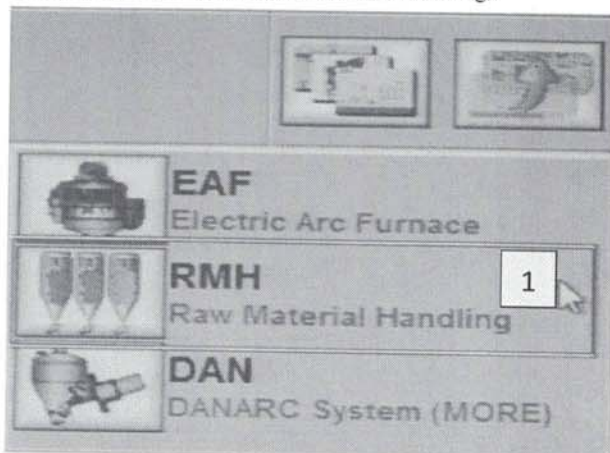 EAF
Electric Arc Furnace
RMH
1
Raw Material Handling
DAN
DANARC System (MORE)